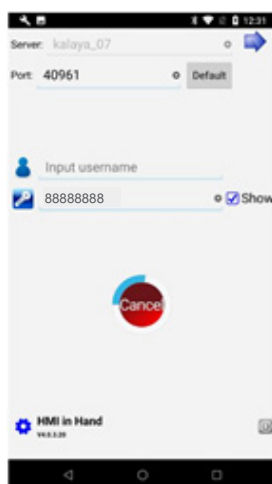 12:31
Server: kalaya_07
Port: 40961 Default
Input username
88888888 Show
Cancel
HMI in Hand
V4.0.3.20